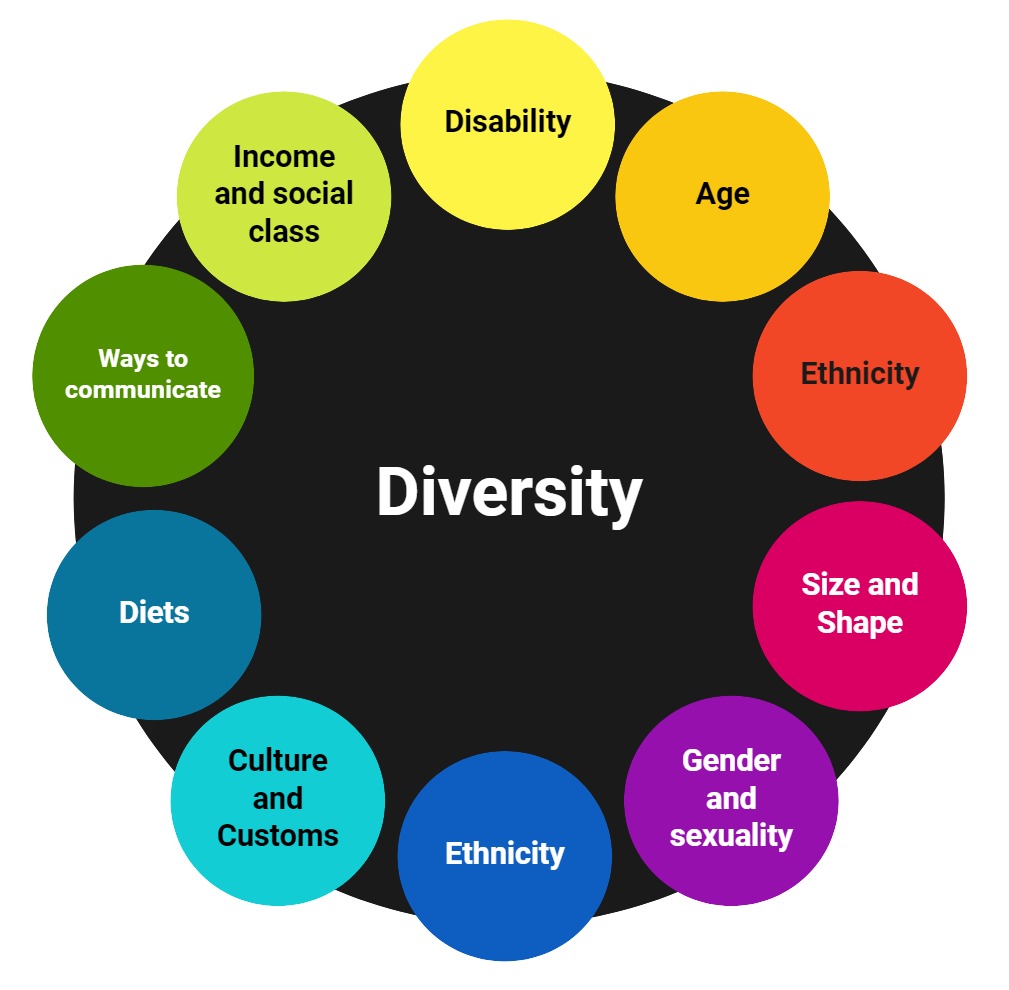 Disability
Income
and social
class
Age
Ways to
communicate
Ethnicity
Diversity
Size and
Shape
Diets
Culture
and
Customs
Gender
and
sexuality
Ethnicity